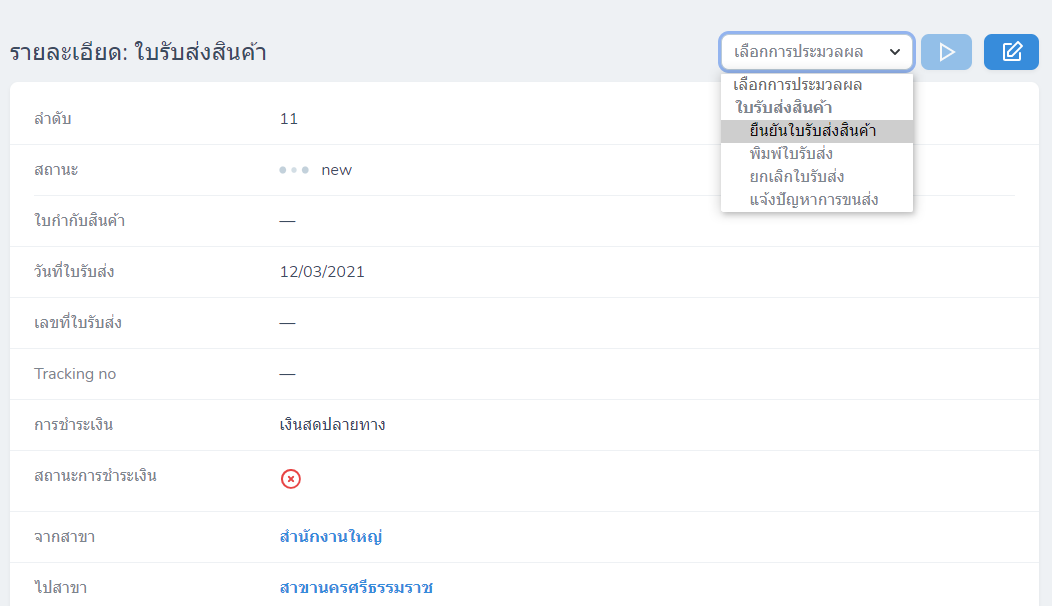 รายละเอียด: ใบรับส่งสินค้า
เลือกการประมวลผล
เลือกการประมวลผล
ใบรับส่งสินค้า
ยืนยันใบรับส่งสินค้า
พิมพ์ใบรับส่ง
ยกเลิกใบรับส่ง
แจ้งปัญหาการขนส่ง
ลำดับ 11
สถานะ new
ใบกำกับสินค้า —
วันที่ใบรับส่ง 12/03/2021
เลขที่ใบรับส่ง —
Tracking no —
การชำระเงิน เงินสดปลายทาง
สถานะการชำระเงิน
จากสาขา สำนักงานใหญ่
ไปสาขา สาขานครศรีธรรมราช